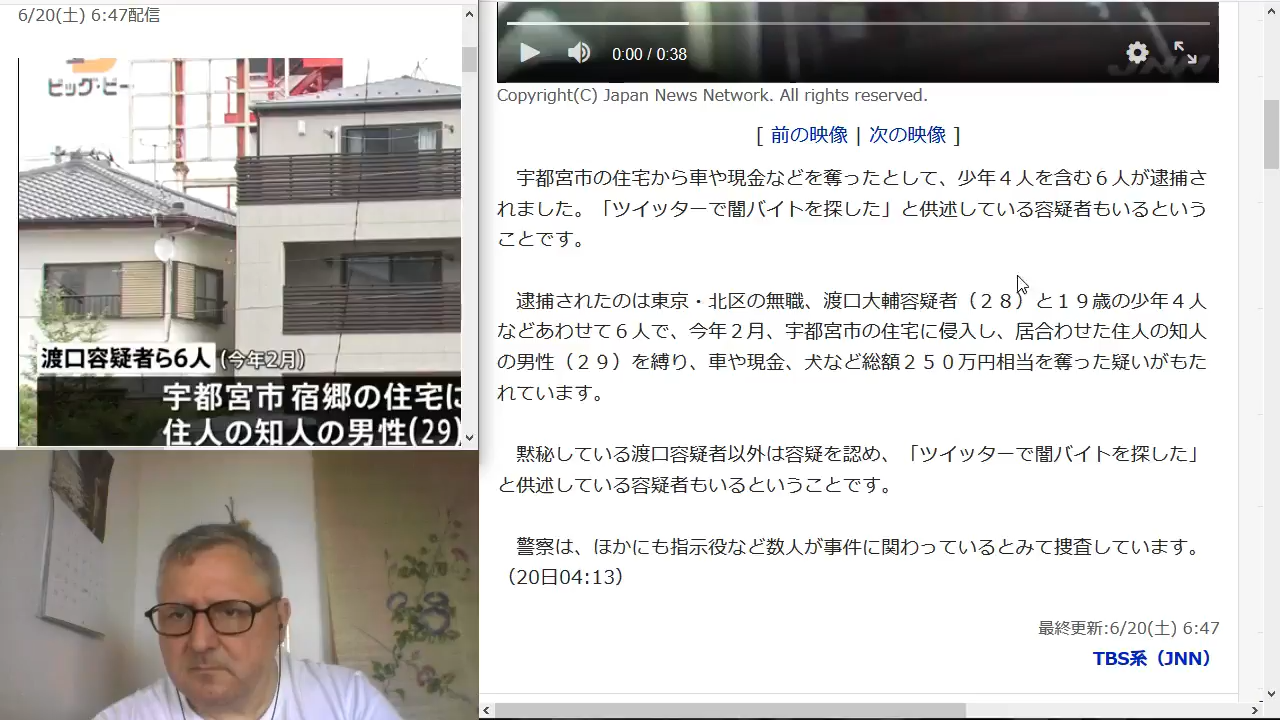 6/20(土) 6:47配信
ビッグ・ビー
渡口容疑者ら6人 (今年2月)
宇都宮市 宿郷の住宅に
住人の知人の男性(29)
0:00 / 0:38
JNN
Copyright(C) Japan News Network. All rights reserved.
[ 前の映像 | 次の映像 ]
　宇都宮市の住宅から車や現金などを奪ったとして、少年４人を含む６人が逮捕さ
れました。「ツイッターで闇バイトを探した」と供述している容疑者もいるという
ことです。
　逮捕されたのは東京・北区の無職、渡口大輔容疑者（２８）と１９歳の少年４人
などあわせて６人で、今年２月、宇都宮市の住宅に侵入し、居合わせた住人の知人
の男性（２９）を縛り、車や現金、犬など総額２５０万円相当を奪った疑いがもた
れています。
　黙秘している渡口容疑者以外は容疑を認め、「ツイッターで闇バイトを探した」
と供述している容疑者もいるということです。
　警察は、ほかにも指示役など数人が事件に関わっているとみて捜査しています。
（20日04:13）
最終更新:6/20(土) 6:47
TBS系（JNN）